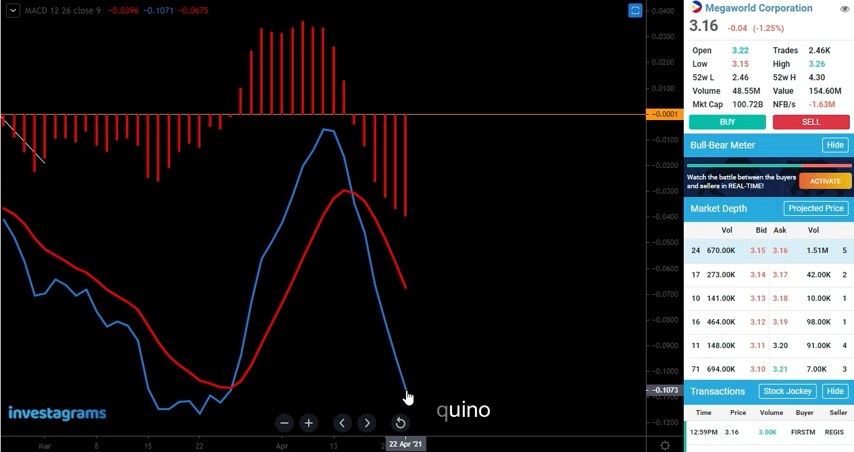 MACD 12 26 close 9 -0.0396 -0.1071 -0.0675
0.0400
0.0300
0.0200
0.0100
-0.0001
-0.0100
-0.0200
-0.0300
-0.0400
-0.0500
-0.0600
-0.0700
-0.0800
-0.0900
-0.1000
-0.1073
-0.1200
investagrams
quino
Mar 8 15 22 Apr 13 22 Apr '21
Megaworld Corporation
3.16 -0.04 (-1.25%)
Open 3.22 Trades 2.46K
Low 3.15 High 3.26
52w L 2.46 52w H 4.30
Volume 48.55M Value 154.60M
Mkt Cap 100.72B NFB/s -1.63M
BUY SELL
Bull-Bear Meter Hide
Watch the battle between the buyers
and sellers in REAL-TIME!
ACTIVATE
Market Depth Projected Price
Vol Bid Ask Vol
24 670.00K 3.15 3.16 1.51M 5
17 273.00K 3.14 3.17 42.00K 2
10 141.00K 3.13 3.18 10.00K 1
16 464.00K 3.12 3.19 98.00K 1
11 148.00K 3.11 3.20 91.00K 4
71 694.00K 3.10 3.21 7.00K 3
Transactions Stock Jockey Hide
Time Price Volume Buyer Seller
12:59PM 3.16 3.00K FIRSTM REGIS